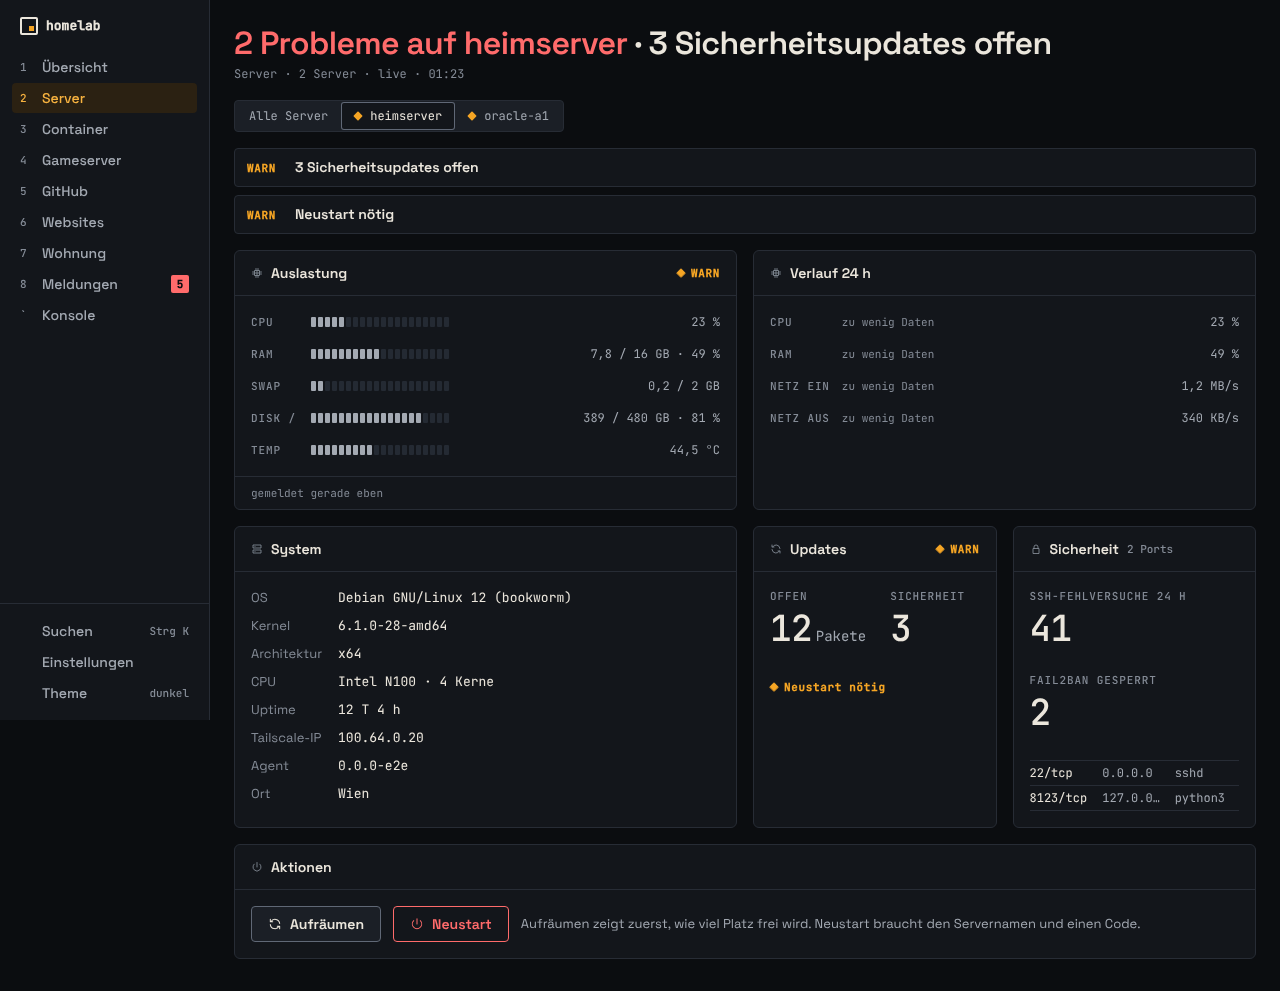 homelab
1 Übersicht
2 Server
3 Container
4 Gameserver
5 GitHub
6 Websites
7 Wohnung
8 Meldungen 5
` Konsole
Suchen Strg K
Einstellungen
Theme dunkel
2 Probleme auf heimserver · 3 Sicherheitsupdates offen
Server · 2 Server · live · 01:23
Alle Server ◆ heimserver ◆ oracle-a1
WARN 3 Sicherheitsupdates offen
WARN Neustart nötig
Auslastung ◆ WARN
CPU 23 %
RAM 7,8 / 16 GB · 49 %
SWAP 0,2 / 2 GB
DISK / 389 / 480 GB · 81 %
TEMP 44,5 °C
gemeldet gerade eben
Verlauf 24 h
CPU zu wenig Daten 23 %
RAM zu wenig Daten 49 %
NETZ EIN zu wenig Daten 1,2 MB/s
NETZ AUS zu wenig Daten 340 KB/s
System
OS Debian GNU/Linux 12 (bookworm)
Kernel 6.1.0-28-amd64
Architektur x64
CPU Intel N100 · 4 Kerne
Uptime 12 T 4 h
Tailscale-IP 100.64.0.20
Agent 0.0.0-e2e
Ort Wien
Updates ◆ WARN
OFFEN SICHERHEIT
12 Pakete 3
◆ Neustart nötig
Sicherheit 2 Ports
SSH-FEHLVERSUCHE 24 H
41
FAIL2BAN GESPERRT
2
22/tcp 0.0.0.0 sshd
8123/tcp 127.0.0… python3
Aktionen
Aufräumen Neustart Aufräumen zeigt zuerst, wie viel Platz frei wird. Neustart braucht den Servernamen und einen Code.